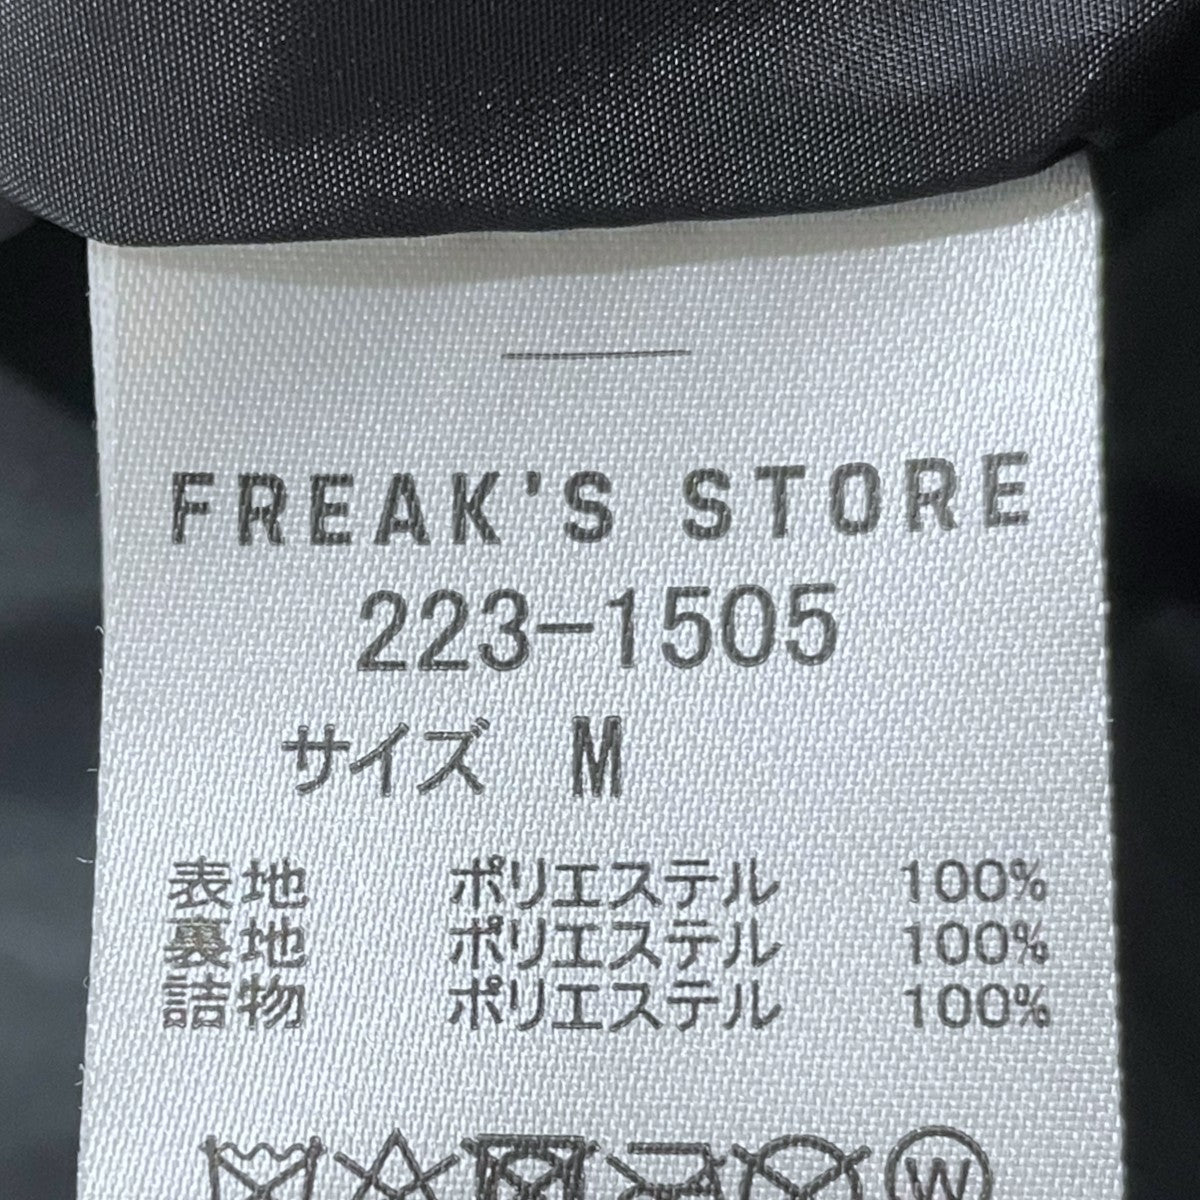 FREAK'S STORE
223-1505
サイズ M
表地 ポリエステル 100%
裏地 ポリエステル 100%
詰物 ポリエステル 100%
W